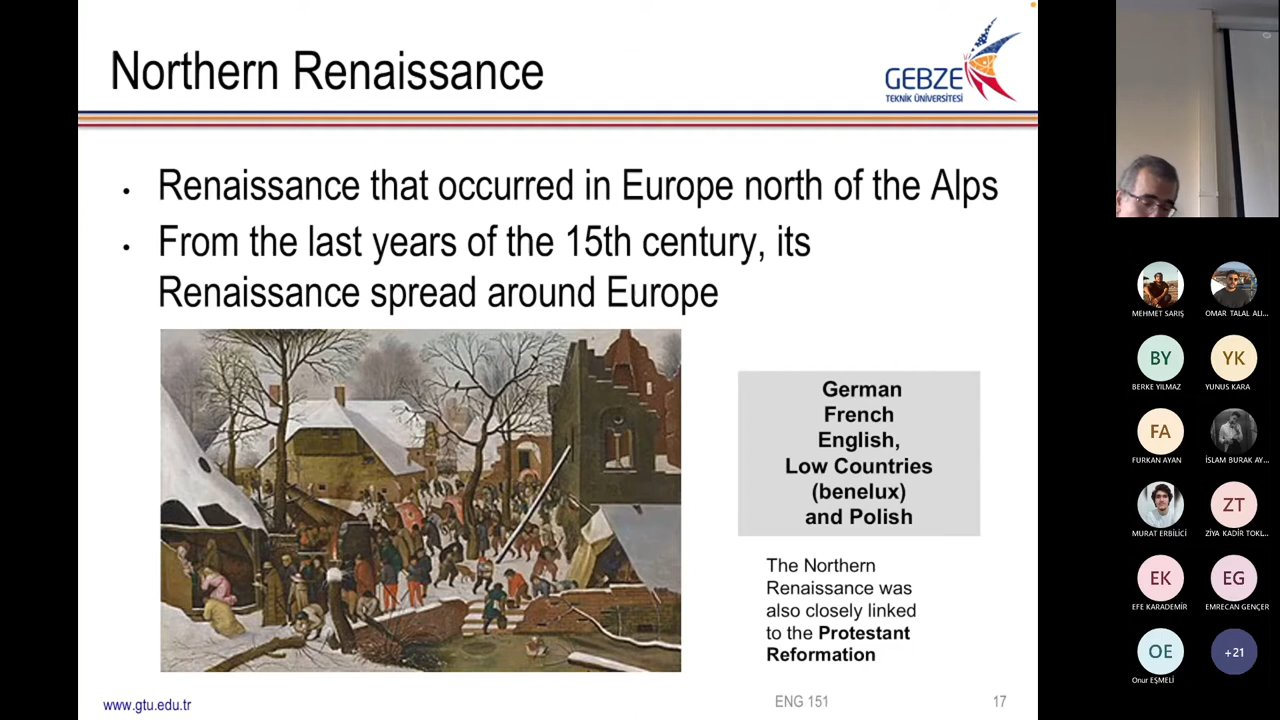 Northern Renaissance
GEBZE
TEKNİK ÜNİVERSİTESİ
• Renaissance that occurred in Europe north of the Alps
• From the last years of the 15th century, its
Renaissance spread around Europe
German
French
English,
Low Countries
(benelux)
and Polish
The Northern
Renaissance was
also closely linked
to the Protestant
Reformation
www.gtu.edu.tr
ENG 151
17
MEHMET SARIŞ
OMAR TALAL ALI...
BY
YK
BERKE YILMAZ
YUNUS KARA
FA
FURKAN AYAN
İSLAM BURAK AY...
ZT
MURAT ERBİLİCİ
ZİYA KADİR TOKL...
EK
EG
EFE KARADEMİR
EMRECAN GENÇER
OE
+21
Onur EŞMELİ